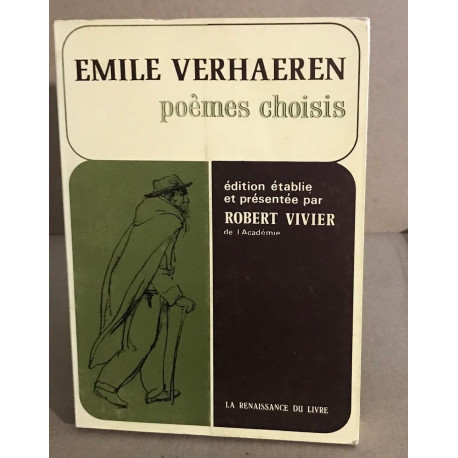 EMILE VERHAEREN
poèmes choisis
édition établie
et présentée par
ROBERT VIVIER
de l'Académie
LA RENAISSANCE DU LIVRE